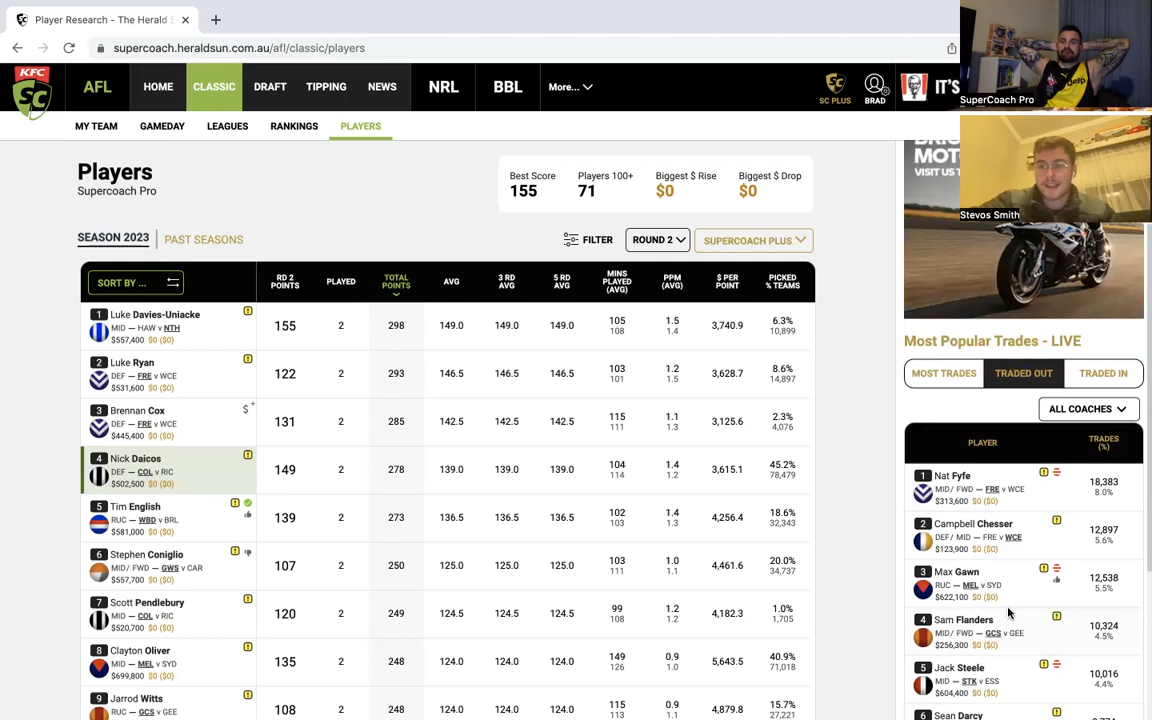 Player Research - The Herald S
supercoach.heraldsun.com.au/afl/classic/players
KFC
SC
AFL
HOME
CLASSIC
DRAFT
TIPPING
NEWS
NRL
BBL
More...
SC PLUS
BRAD
IT'S
SuperCoach Pro
Jeep
MY TEAM
GAMEDAY
LEAGUES
RANKINGS
PLAYERS
Stevos Smith
Players
Supercoach Pro
Best Score
155
Players 100+
71
Biggest $ Rise
$0
Biggest $ Drop
$0
MOT
VISIT US T
SEASON 2023
PAST SEASONS
FILTER
ROUND 2
SUPERCOACH PLUS
SORT BY ...
RD 2 POINTS
PLAYED
TOTAL POINTS
AVG
3 RD AVG
5 RD AVG
MINS PLAYED (AVG)
PPM (AVG)
$ PER POINT
PICKED % TEAMS
1 Luke Davies-Uniacke
MID — HAW v NTH
$557,400 $0 ($0)
155 2 298 149.0 149.0 149.0 105 108 1.5 1.4 3,740.9 6.3% 10,899
2 Luke Ryan
DEF — FRE v WCE
$531,600 $0 ($0)
122 2 293 146.5 146.5 146.5 103 101 1.2 1.5 3,628.7 8.6% 14,897
3 Brennan Cox
DEF — FRE v WCE
$445,400 $0 ($0)
$+
131 2 285 142.5 142.5 142.5 115 111 1.1 1.3 3,125.6 2.3% 4,076
4 Nick Daicos
DEF — COL v RIC
$502,500 $0 ($0)
149 2 278 139.0 139.0 139.0 104 114 1.4 1.2 3,615.1 45.2% 78,479
5 Tim English
RUC — WBD v BRL
$581,000 $0 ($0)
139 2 273 136.5 136.5 136.5 102 103 1.4 1.3 4,256.4 18.6% 32,343
6 Stephen Coniglio
MID/ FWD — GWS v CAR
$557,700 $0 ($0)
107 2 250 125.0 125.0 125.0 103 111 1.0 1.1 4,461.6 20.0% 34,737
7 Scott Pendlebury
MID — COL v RIC
$520,700 $0 ($0)
120 2 249 124.5 124.5 124.5 99 108 1.2 1.2 4,182.3 1.0% 1,705
8 Clayton Oliver
MID — MEL v SYD
$699,800 $0 ($0)
135 2 248 124.0 124.0 124.0 149 126 0.9 1.0 5,643.5 40.9% 71,018
9 Jarrod Witts
RUC — GCS v GEE
108 2 248 124.0 124.0 124.0 115 113 0.9 1.1 4,879.8 15.7% 27,221
Most Popular Trades - LIVE
MOST TRADES
TRADED OUT
TRADED IN
ALL COACHES
PLAYER
TRADES (%)
1 Nat Fyfe
MID/ FWD — FRE v WCE
$313,600 $0 ($0)
18,383
8.0%
2 Campbell Chesser
DEF/ MID — FRE v WCE
$123,900 $0 ($0)
12,897
5.6%
3 Max Gawn
RUC — MEL v SYD
$622,100 $0 ($0)
12,538
5.5%
4 Sam Flanders
MID/ FWD — GCS v GEE
$256,300 $0 ($0)
10,324
4.5%
5 Jack Steele
MID — STK v ESS
$604,400 $0 ($0)
10,016
4.4%
6 Sean Darcy